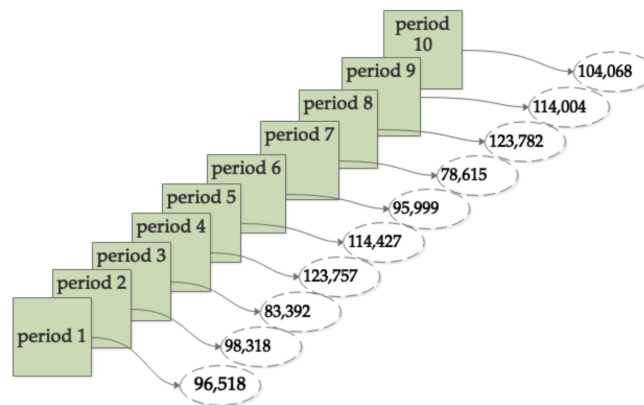 period
10
104,068
period 9
114,004
period 8
123,782
period 7
78,615
period 6
95,999
period 5
114,427
period 4
123,757
period 3
83,392
period 2
98,318
period 1
96,518